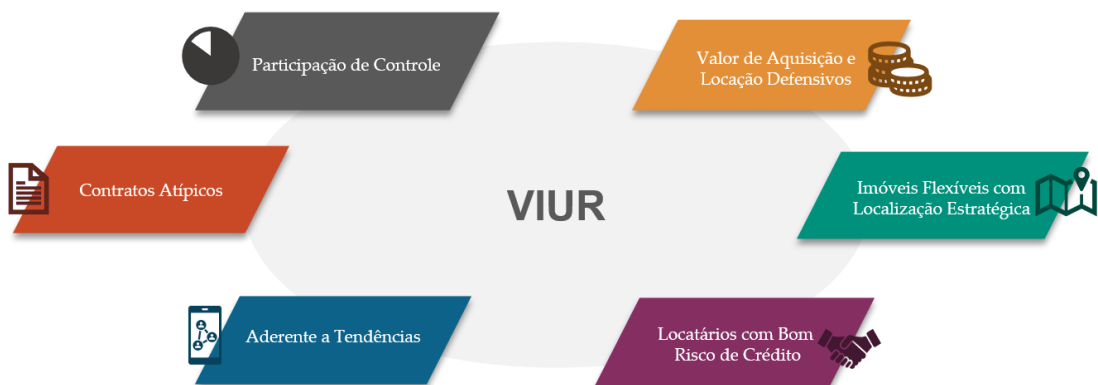 Participação de Controle
Valor de Aquisição e
Locação Defensivos
Contratos Atípicos
VIUR
Imóveis Flexíveis com
Localização Estratégica
Aderente a Tendências
Locatários com Bom
Risco de Crédito